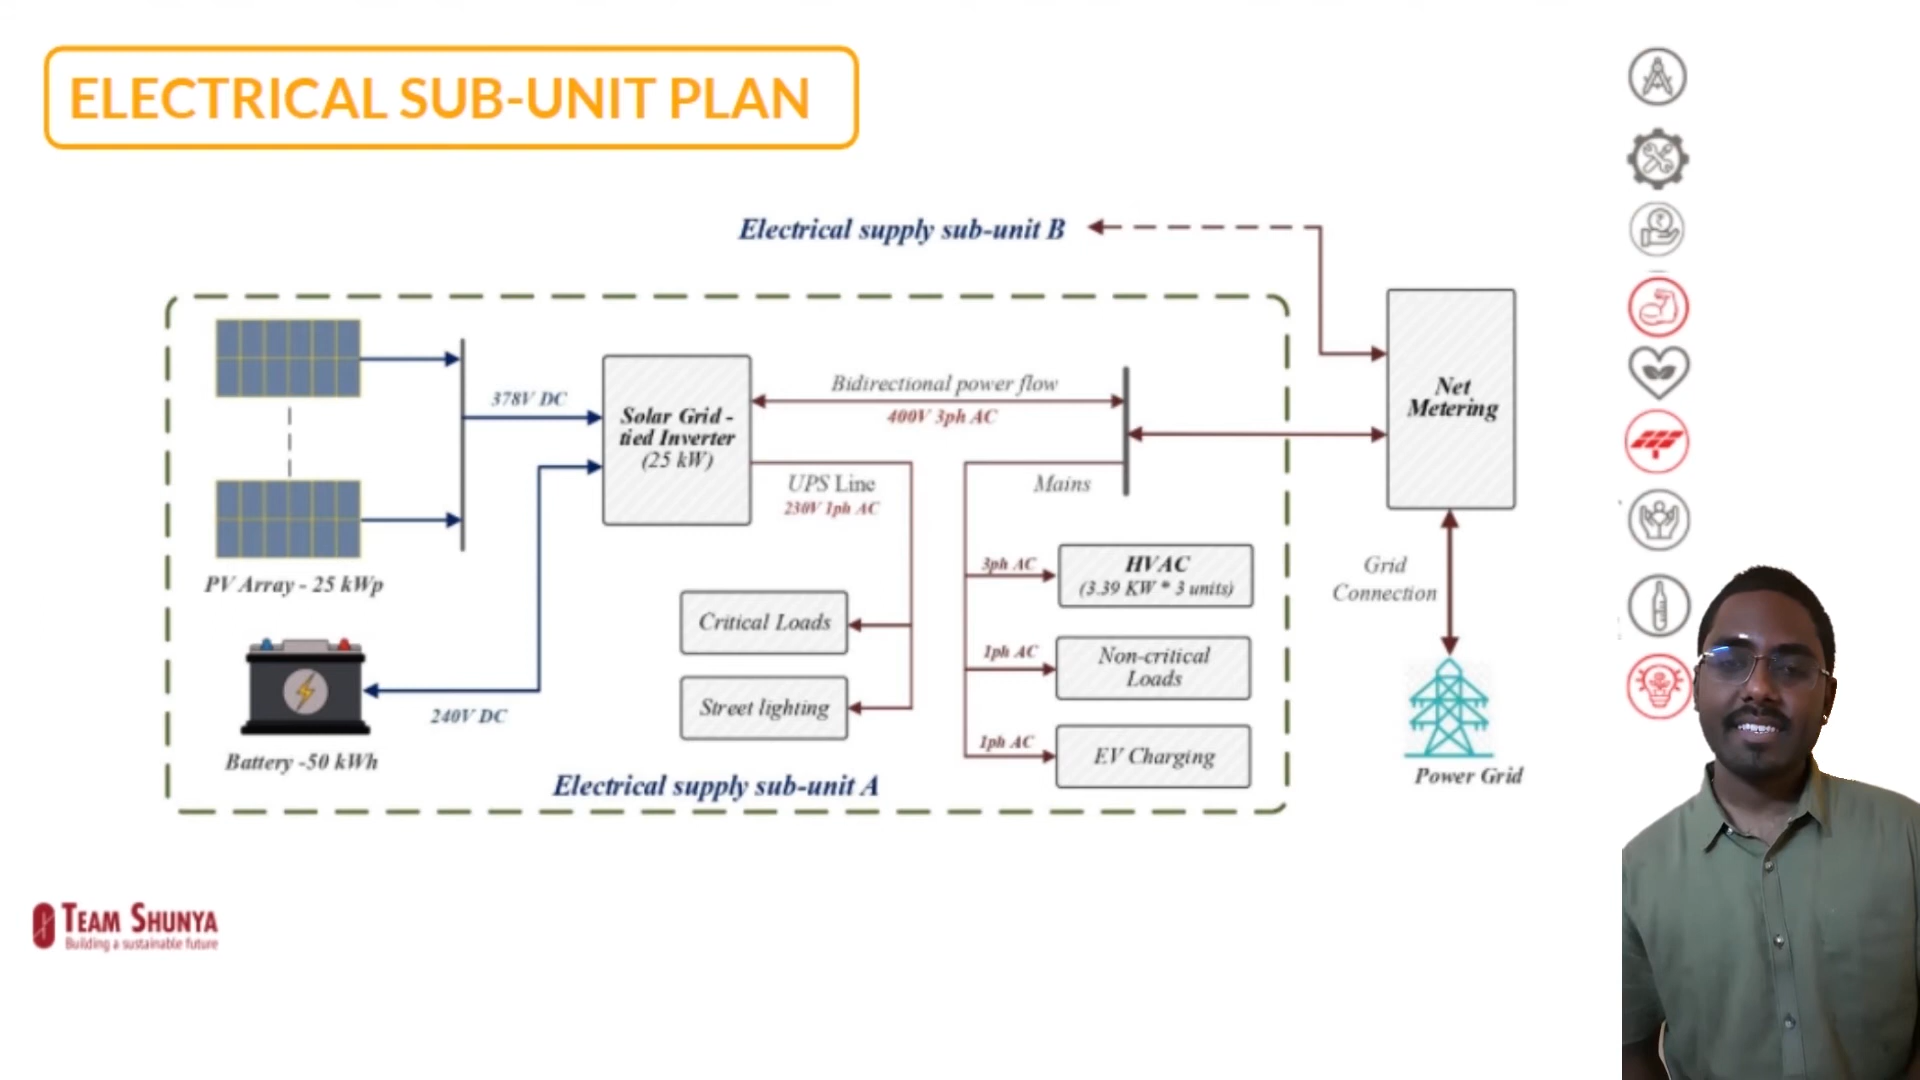 ELECTRICAL SUB-UNIT PLAN
Electrical supply sub-unit B
378V DC
Solar Grid -
tied Inverter
(25 kW)
Bidirectional power flow
400V 3ph AC
Net
Metering
UPS Line
230V 1ph AC
Mains
PV Array - 25 kWp
3ph AC
HVAC
(3.39 KW * 3 units)
Grid
Connection
Critical Loads
1ph AC
Non-critical
Loads
Street lighting
240V DC
1ph AC
EV Charging
Battery -50 kWh
Electrical supply sub-unit A
Power Grid
TEAM SHUNYA
Building a sustainable future